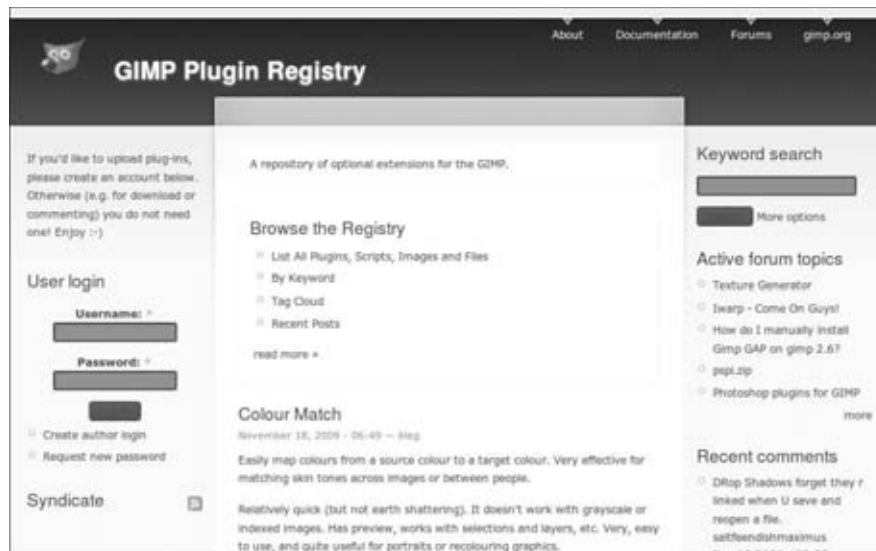 About Documentation Forums gimp.org
GIMP Plugin Registry
If you'd like to upload plug-ins,
please create an account below.
Otherwise (e.g. for download or
commenting) you do not need
one! Enjoy :-)
User login
Username: *
Password: *
Create author login
Request new password
Syndicate
A repository of optional extensions for the GIMP.
Browse the Registry
List All Plugins, Scripts, Images and Files
By Keyword
Tag Cloud
Recent Posts
read more »
Colour Match
November 18, 2009 - 06:49 — blog
Easily map colours from a source colour to a target colour. Very effective for
matching skin tones across images or between people.
Relatively quick (but not earth shattering). It doesn't work with grayscale or
indexed images. Has preview, works with selections and layers, etc. Very, easy
to use, and quite useful for portraits or recolouring graphics.
Keyword search
More options
Active forum topics
Texture Generator
Iwarp - Come On Guys!
How do I manually install
Gimp GAP on gimp 2.6?
pspi.zip
Photoshop plugins for GIMP
more
Recent comments
DRop Shadows forget they r
linked when U save and
reopen a file.
saitfeendishmaximus